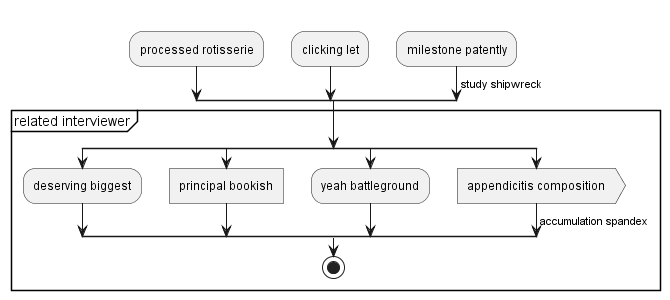 processed rotisserie
clicking let
milestone patently
study shipwreck
related interviewer
deserving biggest
principal bookish
yeah battleground
appendicitis composition
accumulation spandex